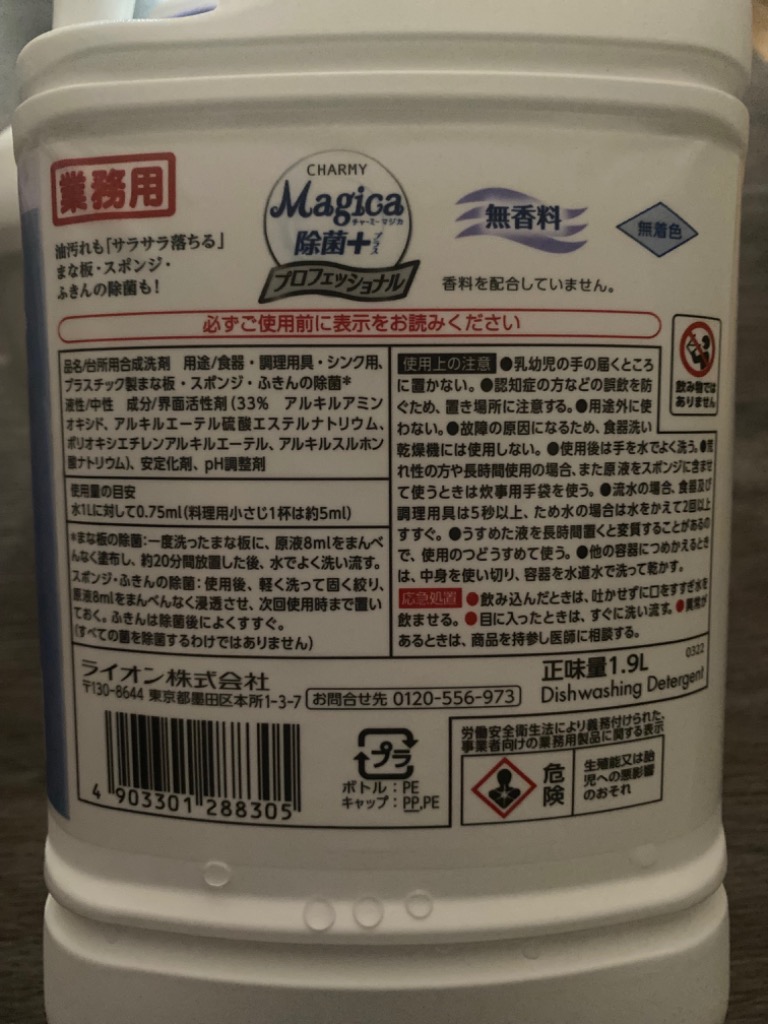 業務用
油汚れも「サラサラ落ちる」
まな板・スポンジ・
ふきんの除菌も!
CHARMY
Magica
チャーミーマジカ
除菌+プラス
プロフェッショナル
無香料
香料を配合していません。
無着色
必ずご使用前に表示をお読みください
品名/台所用合成洗剤 用途/食器・調理用具・シンク用、
プラスチック製まな板・スポンジ・ふきんの除菌*
液性/中性 成分/界面活性剤(33% アルキルアミン
オキシド、アルキルエーテル硫酸エステルナトリウム、
ポリオキシエチレンアルキルエーテル、アルキルスルホン
酸ナトリウム)、安定化剤、pH調整剤
使用量の目安
水1Lに対して0.75ml(料理用小さじ1杯は約5ml)
*まな板の除菌:一度洗ったまな板に、原液8mlをまんべ
んなく塗布し、約20分間放置した後、水でよく洗い流す。
スポンジ・ふきんの除菌:使用後、軽く洗って固く絞り、
原液8mlをまんべんなく浸透させ、次回使用時まで置い
ておく。ふきんは除菌後によくすすぐ。
(すべての菌を除菌するわけではありません)
使用上の注意 ●乳幼児の手の届くところ
に置かない。●認知症の方などの誤飲を防
ぐため、置き場所に注意する。●用途外に使
わない。●故障の原因になるため、食器洗い
乾燥機には使用しない。●使用後は手を水でよく洗う。●荒
れ性の方や長時間使用の場合、また原液をスポンジに含ませ
て使うときは炊事用手袋を使う。●流水の場合、食器及び
調理用具は5秒以上、ため水の場合は水をかえて2回以上
すすぐ。●うすめた液を長時間置くと変質することがあるの
で、使用のつどうすめて使う。●他の容器につめかえるとき
は、中身を使い切り、容器を水道水で洗って乾かす。
応急処置 ●飲み込んだときは、吐かせずに口をすすぎ水を
飲ませる。●目に入ったときは、すぐに洗い流す。●異常が
あるときは、商品を持参し医師に相談する。
飲み物では
ありません
ライオン株式会社
〒130-8644 東京都墨田区本所1-3-7 お問合せ先 0120-556-973
0322
正味量1.9L
Dishwashing Detergent
4 903301 288305
プラ
ボトル:PE
キャップ:PP,PE
労働安全衛生法により義務付けられた、
事業者向けの業務用製品に関する表示
危険
生殖能又は胎
児への悪影響
のおそれ